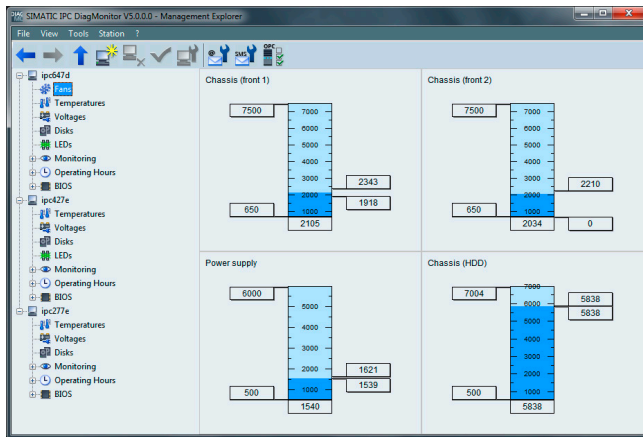 SIMATIC IPC DiagMonitor V5.0.0.0 - Management Explorer
File View Tools Station ?
@ SMS OPC
ipc647d
Fans
Temperatures
Voltages
Disks
LEDs
Monitoring
Operating Hours
BIOS
ipc427e
Temperatures
Voltages
Disks
LEDs
Monitoring
Operating Hours
BIOS
ipc277e
Temperatures
Voltages
Disks
Monitoring
Operating Hours
BIOS
Chassis (front 1)
7500
7000
6000
5000
4000
3000
2343
2000
1918
650
1000
2105
Chassis (front 2)
7500
7000
6000
5000
4000
3000
2210
2000
650
1000
2034
0
Power supply
6000
5000
4000
3000
2000
1621
1539
500
1000
1540
Chassis (HDD)
7000
7004
6000
5838
5838
5000
4000
3000
2000
500
1000
5838